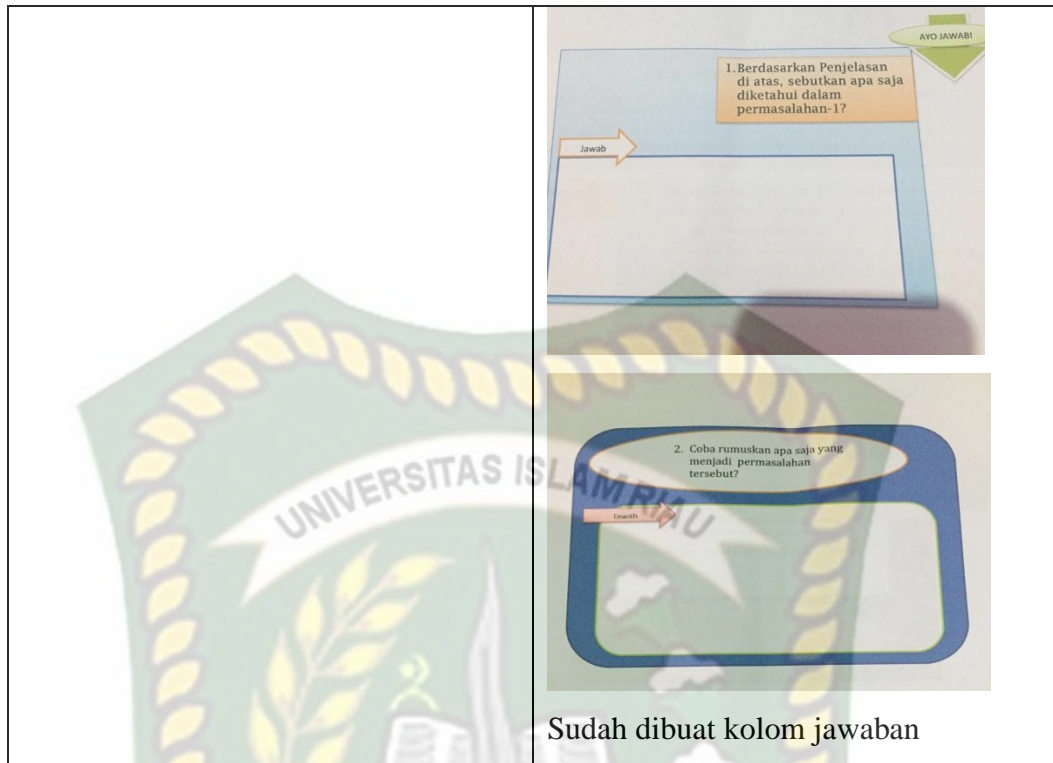 AYO JAWAB!
1. Berdasarkan Penjelasan
di atas, sebutkan apa saja
diketahui dalam
permasalahan-1?
Jawab
2. Coba rumuskan apa saja yang
menjadi permasalahan
tersebut?
Jawab
UNIVERSITAS ISLAM RIAU
Sudah dibuat kolom jawaban